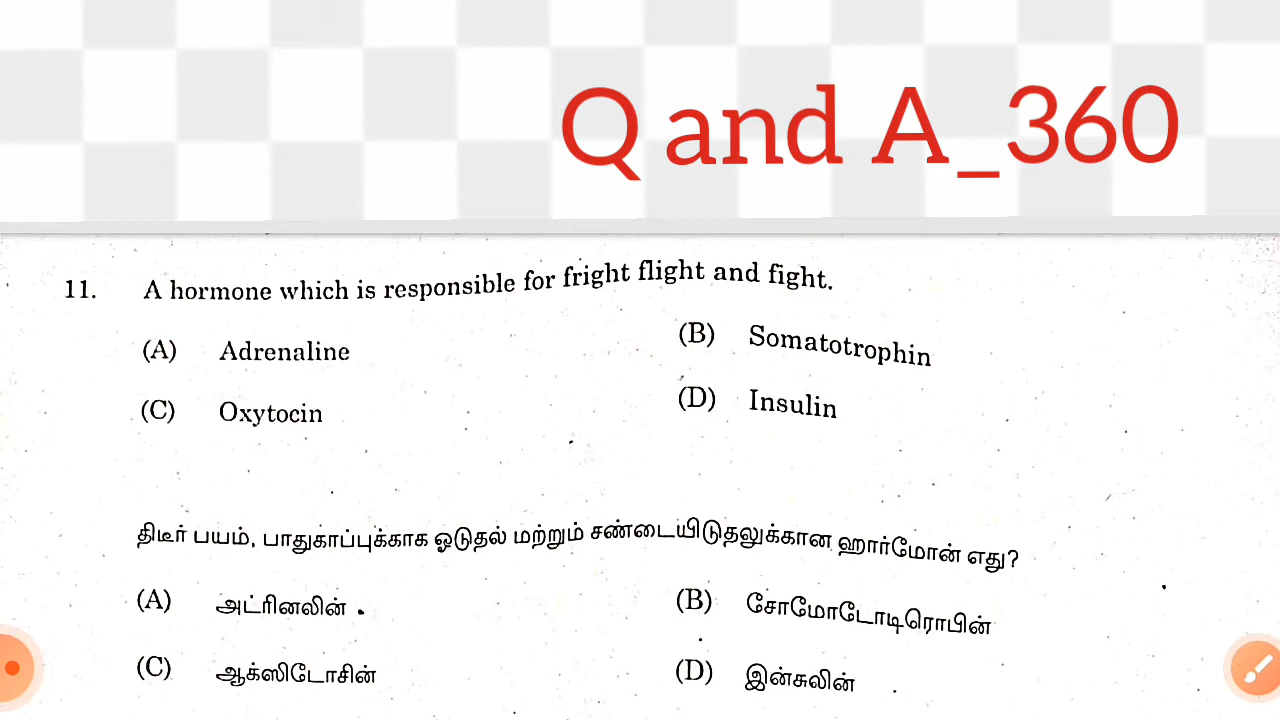 Q and A_360
11. A hormone which is responsible for fright flight and fight.
(A) Adrenaline (B) Somatotrophin
(C) Oxytocin (D) Insulin
திடீர் பயம், பாதுகாப்புக்காக ஓடுதல் மற்றும் சண்டையிடுதலுக்கான ஹார்மோன் எது?
(A) அட்ரினலின் (B) சோமோடோடிரொபின்
(C) ஆக்ஸிடோசின் (D) இன்சுலின்